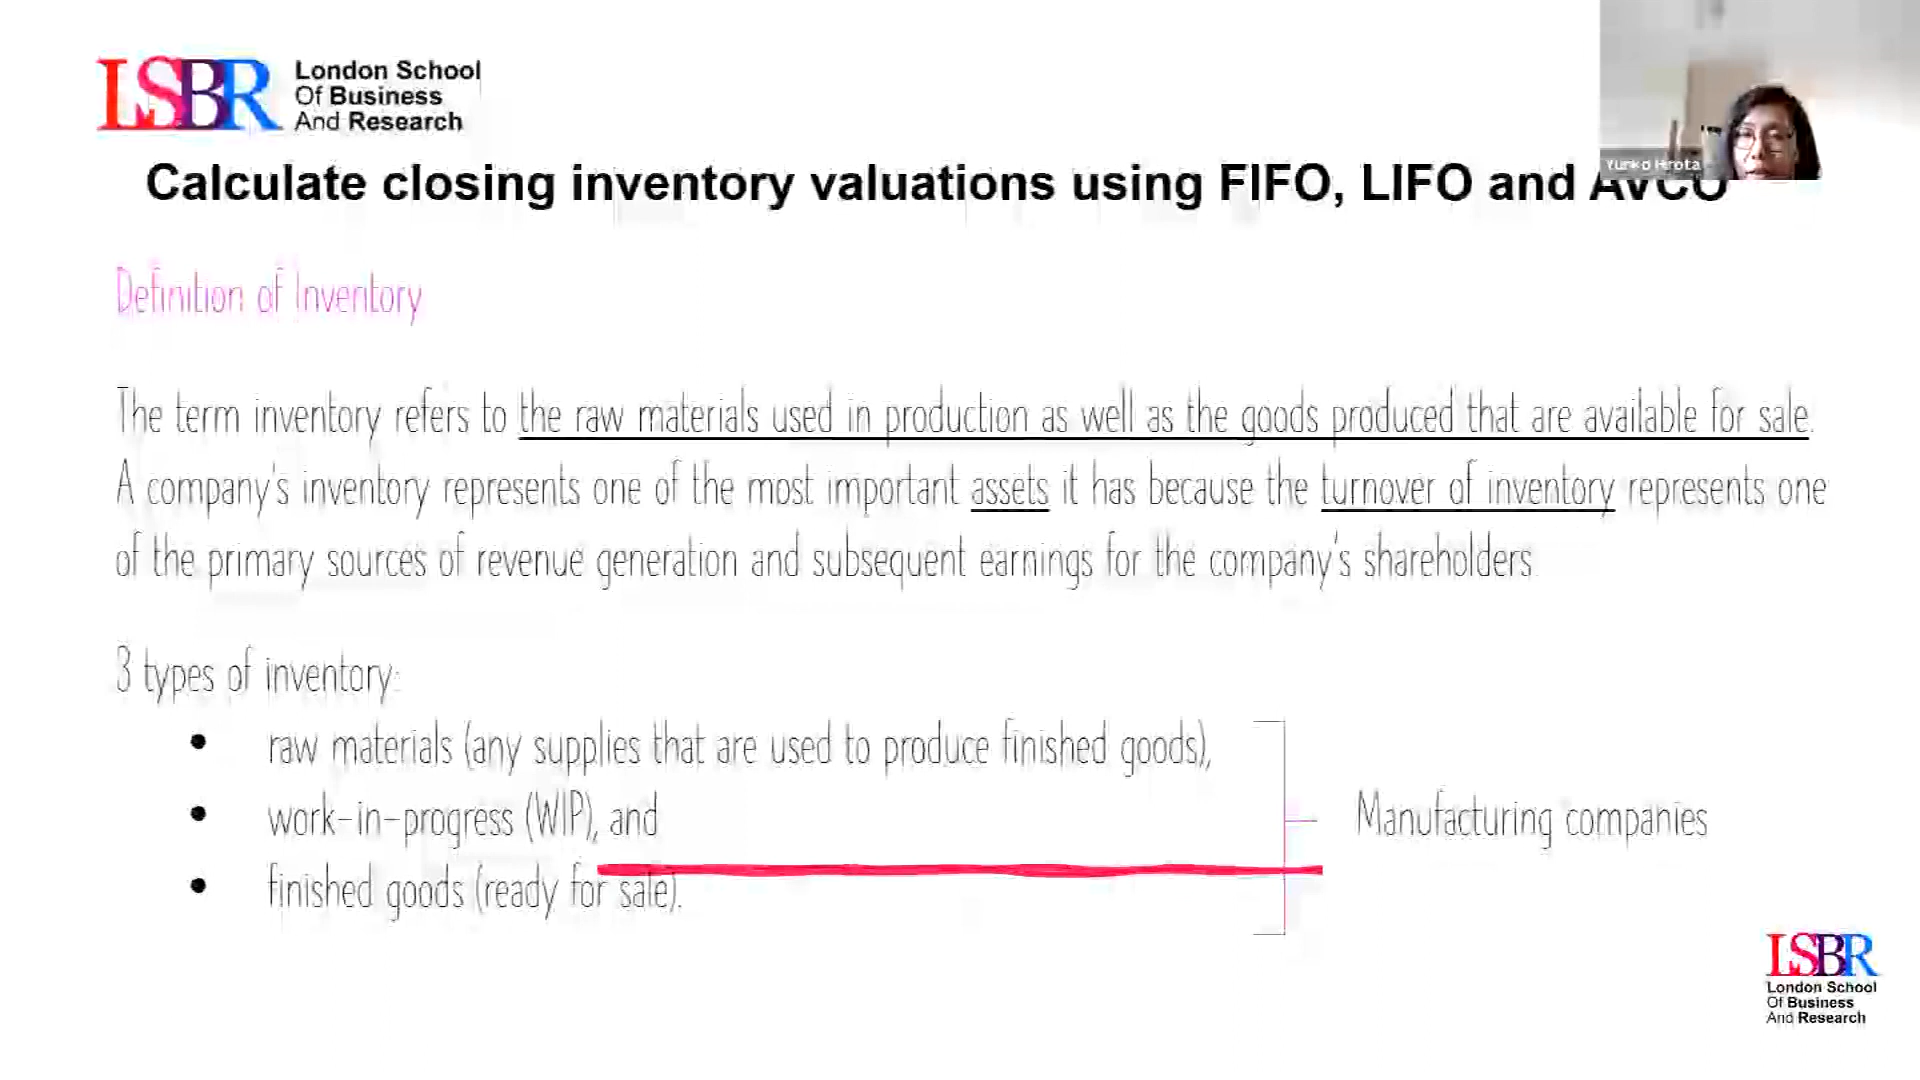 LSBR London School
Of Business
And Research
Yunko Hirota
Calculate closing inventory valuations using FIFO, LIFO and AVCO
Definition of Inventory
The term inventory refers to the raw materials used in production as well as the goods produced that are available for sale.
A company's inventory represents one of the most important assets it has because the turnover of inventory represents one
of the primary sources of revenue generation and subsequent earnings for the company's shareholders.
3 types of inventory:
• raw materials (any supplies that are used to produce finished goods),
• work-in-progress (WIP), and
• finished goods (ready for sale).
Manufacturing companies
LSBR
London School
Of Business
And Research